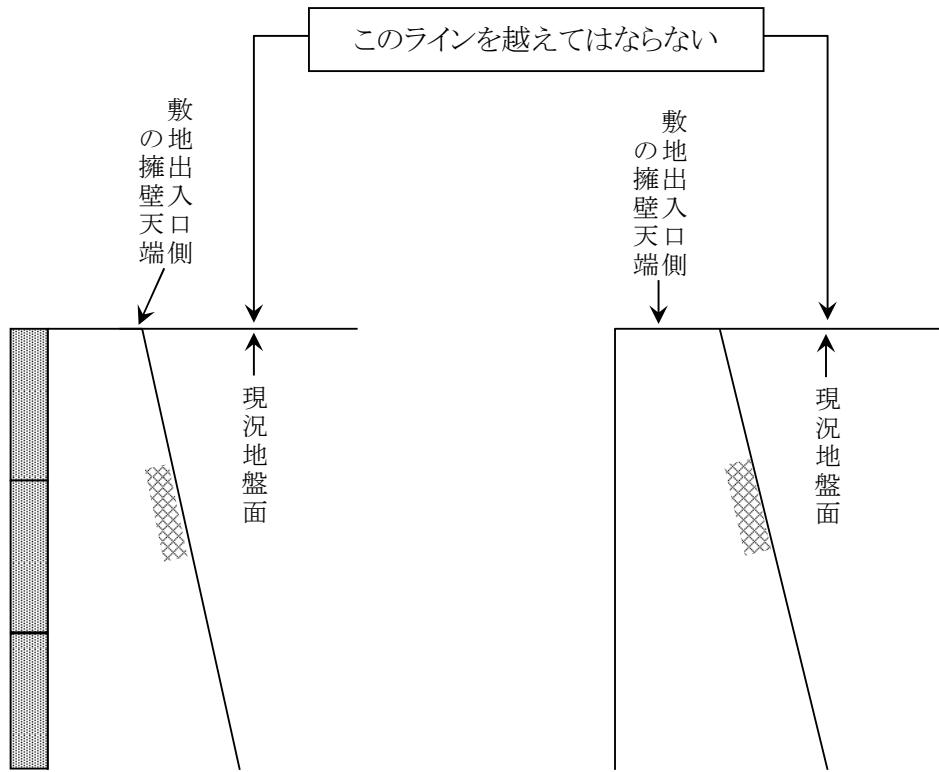 このラインを越えてはならない
敷地出入口側
の擁壁天端
敷地出入口側
の擁壁天端
現況地盤面
現況地盤面